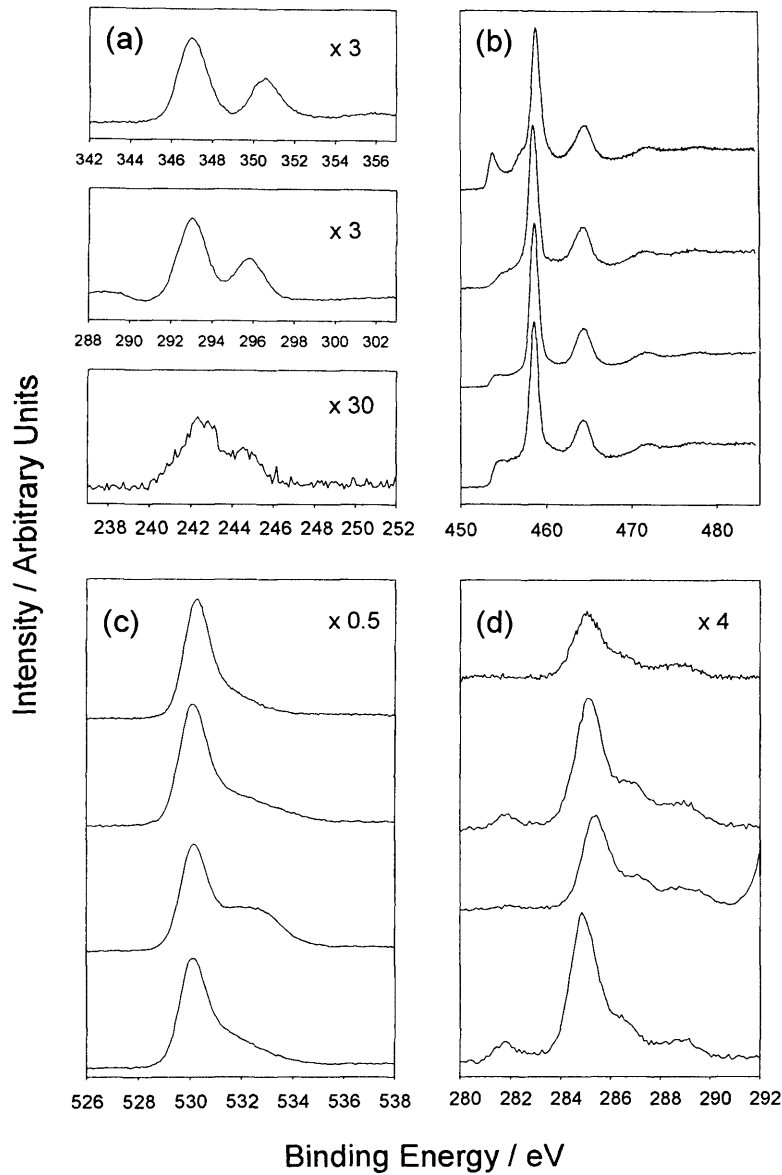 (a)
x 3
342 344 346 348 350 352 354 356
x 3
288 290 292 294 296 298 300 302
x 30
238 240 242 244 246 248 250 252
(b)
450 460 470 480
Intensity / Arbitrary Units
(c)
x 0.5
526 528 530 532 534 536 538
(d)
x 4
280 282 284 286 288 290 292
Binding Energy / eV